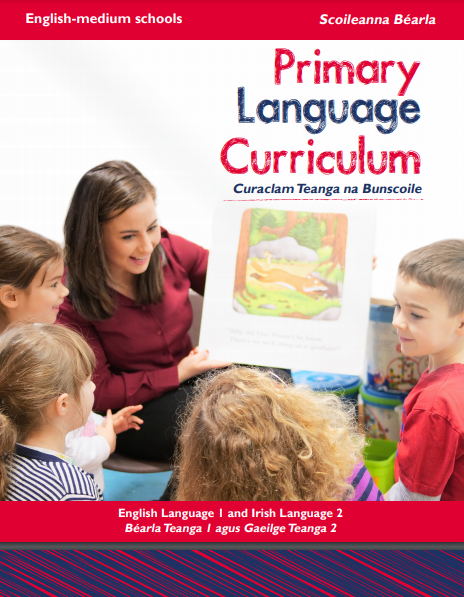 English-medium schools
Scoileanna Béarla
Primary
Language
Curriculum
Curaclam Teanga na Bunscoile
English Language 1 and Irish Language 2
Béarla Teanga 1 agus Gaeilge Teanga 2